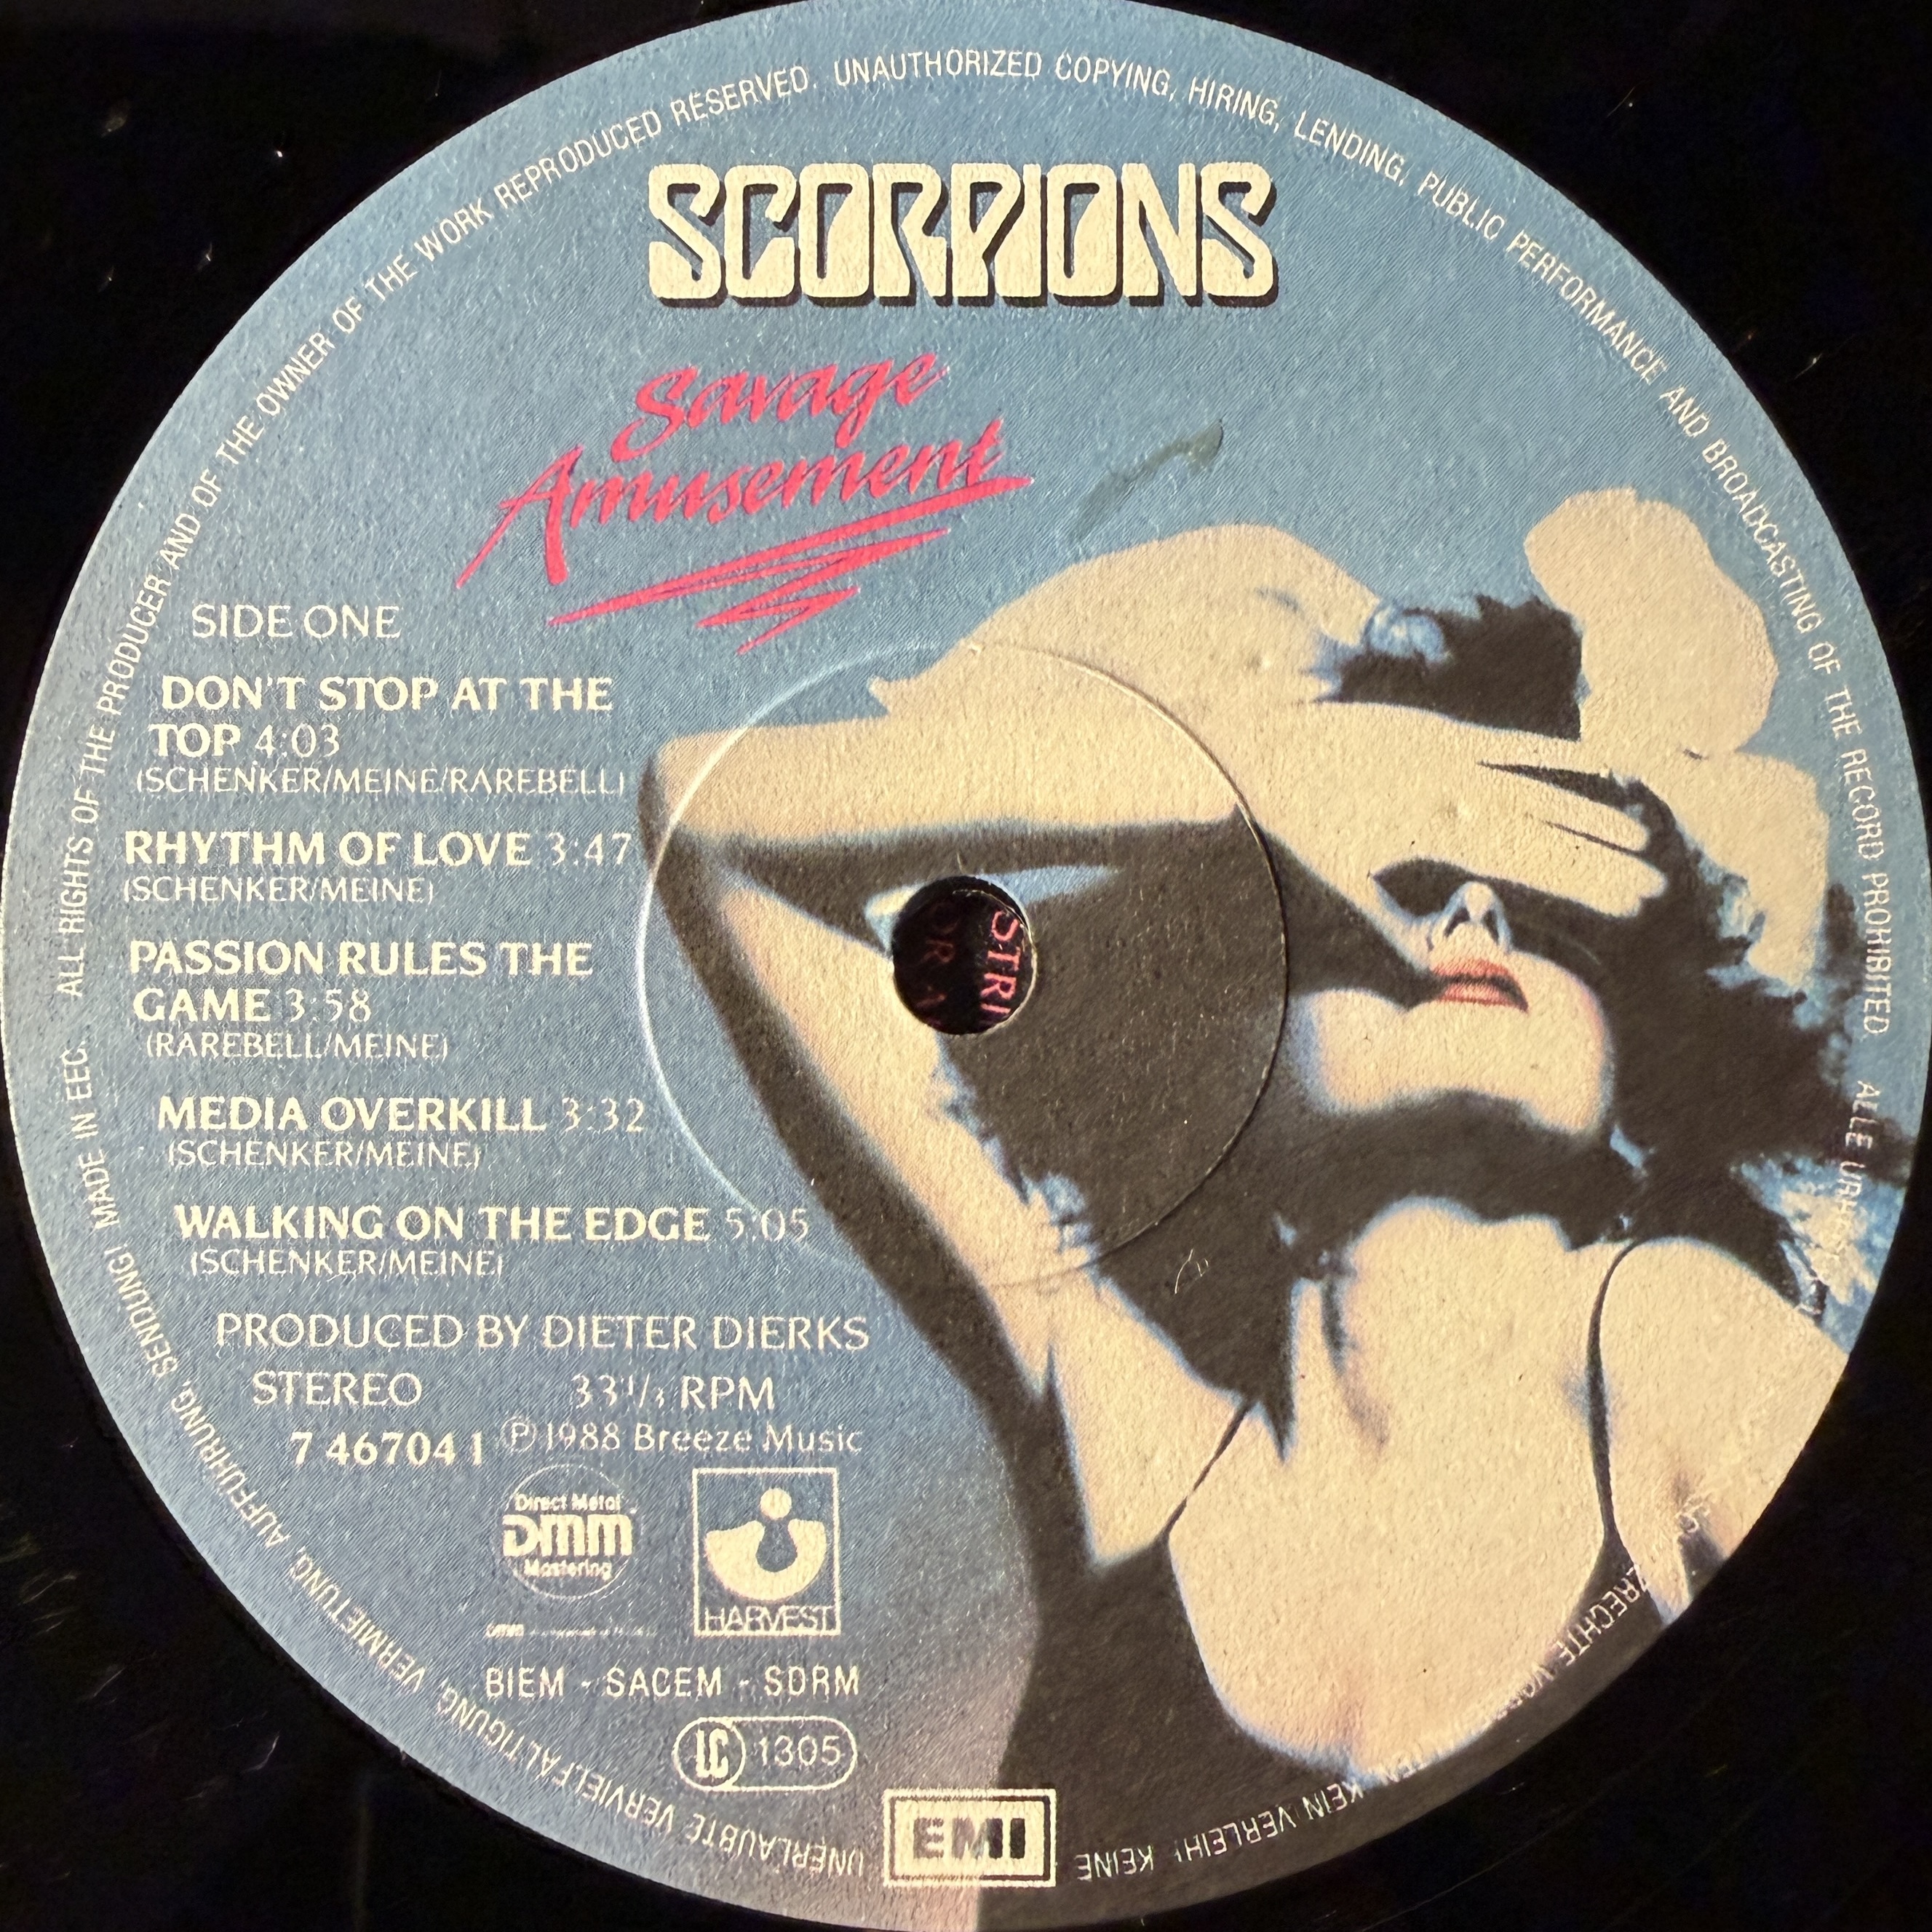 SCORPIONS
Savage
Amusement
SIDE ONE
DON'T STOP AT THE
TOP 4:03
(SCHENKER/MEINE/RAREBELL)
RHYTHM OF LOVE 3:47
(SCHENKER/MEINE)
PASSION RULES THE
GAME 3:58
(RAREBELL/MEINE)
MEDIA OVERKILL 3:32
(SCHENKER/MEINE)
WALKING ON THE EDGE 5:05
(SCHENKER/MEINE)
PRODUCED BY DIETER DIERKS
STEREO 33 1/3 RPM
7 46704 1 Ⓟ 1988 Breeze Music
Direct Metal
DMM
Mastering
HARVEST
BIEM - SACEM - SDRM
LC 1305
EMI
MADE IN EEC. ALL RIGHTS OF THE PRODUCER AND OF THE OWNER OF THE WORK REPRODUCED RESERVED. UNAUTHORIZED COPYING, HIRING, LENDING, PUBLIC PERFORMANCE AND BROADCASTING OF THE RECORD PROHIBITED. ALLE
KEIN VERLEIH! KEINE UNERLAUBTE VERVIELFÄLTIGUNG, VERMIETUNG, AUFFÜHRUNG, SENDUNG!